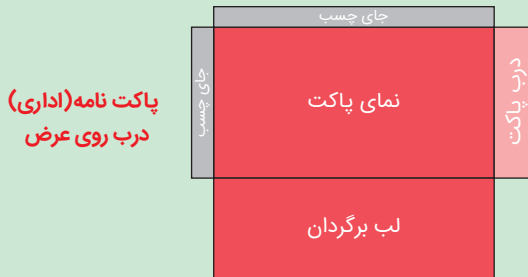 جای چسب
درب پاکت
نمای پاکت
جای چسب
پاکت نامه(اداری)
درب روی عرض
لب برگردان